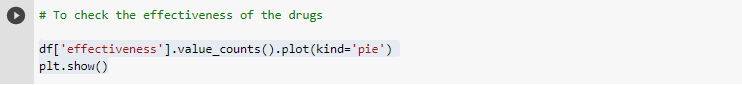 # To check the effectiveness of the drugs
df['effectiveness'].value_counts().plot(kind='pie')
plt.show()